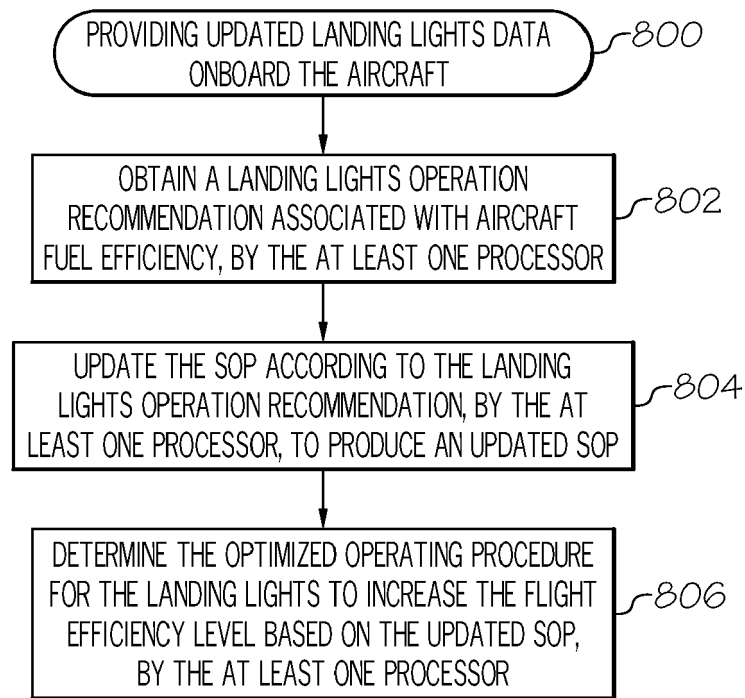 PROVIDING UPDATED LANDING LIGHTS DATA
ONBOARD THE AIRCRAFT
800
OBTAIN A LANDING LIGHTS OPERATION
RECOMMENDATION ASSOCIATED WITH AIRCRAFT
FUEL EFFICIENCY, BY THE AT LEAST ONE PROCESSOR
802
UPDATE THE SOP ACCORDING TO THE LANDING
LIGHTS OPERATION RECOMMENDATION, BY THE AT
LEAST ONE PROCESSOR, TO PRODUCE AN UPDATED SOP
804
DETERMINE THE OPTIMIZED OPERATING PROCEDURE
FOR THE LANDING LIGHTS TO INCREASE THE FLIGHT
EFFICIENCY LEVEL BASED ON THE UPDATED SOP,
BY THE AT LEAST ONE PROCESSOR
806